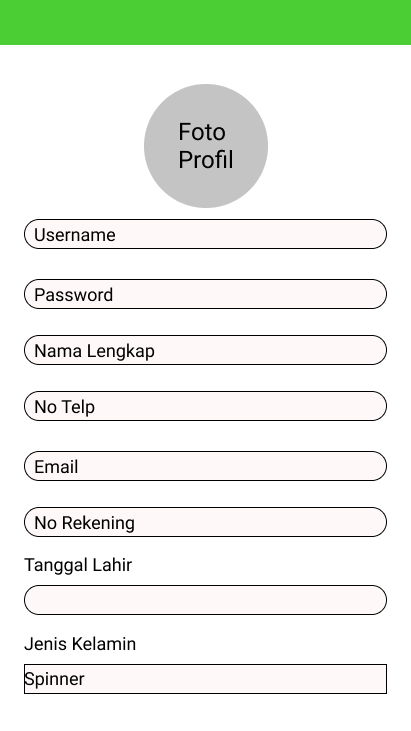 Foto
Profil
Username
Password
Nama Lengkap
No Telp
Email
No Rekening
Tanggal Lahir
Jenis Kelamin
Spinner